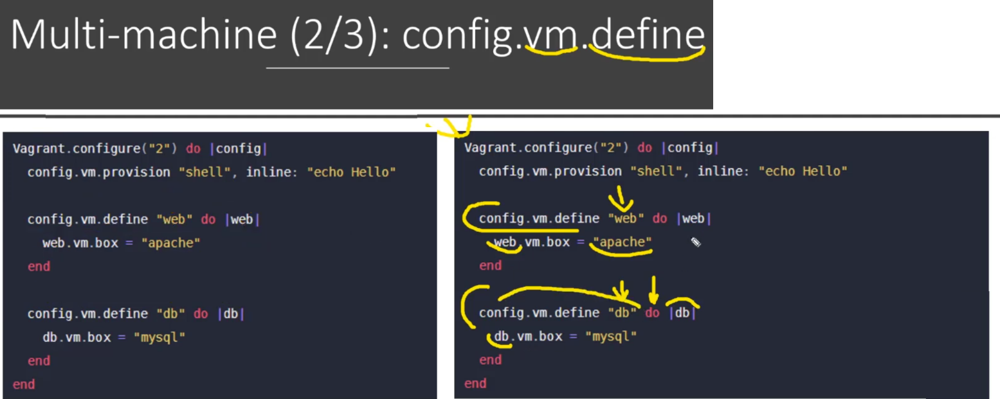 Multi-machine (2/3): config.vm.define
Vagrant.configure("2") do |config|
config.vm.provision "shell", inline: "echo Hello"
config.vm.define "web" do |web|
web.vm.box = "apache"
end
config.vm.define "db" do |db|
db.vm.box = "mysql"
end
end
Vagrant.configure("2") do |config|
config.vm.provision "shell", inline: "echo Hello"
config.vm.define "web" do |web|
web.vm.box = "apache"
end
config.vm.define "db" do |db|
db.vm.box = "mysql"
end
end